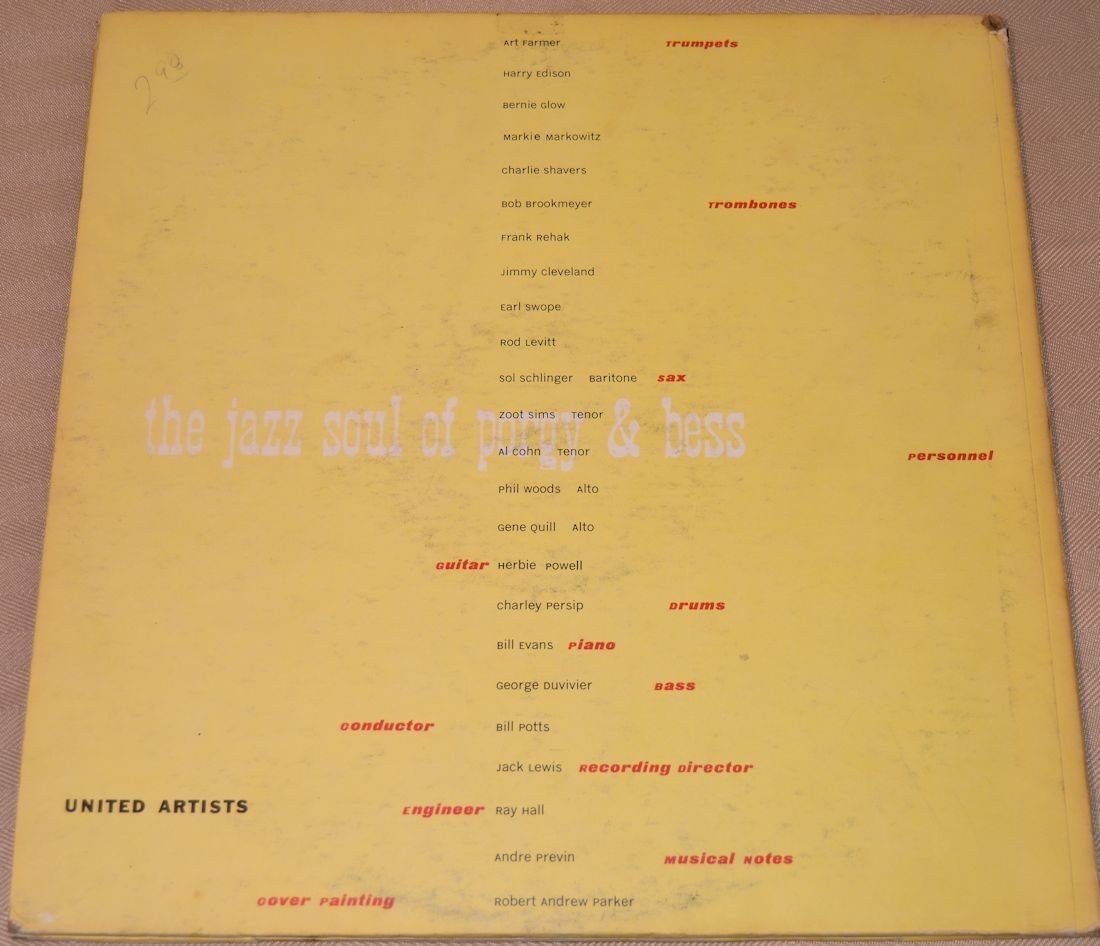 Art Farmer Trumpets
Harry Edison
2.98
Bernie Glow
Markie Markowitz
Charlie Shavers
Bob Brookmeyer Trombones
Frank Rehak
Jimmy Cleveland
Earl Swope
Rod Levitt
Sol Schlinger Baritone Sax
Zoot Sims Tenor
the jazz soul of porgy & bess
Al Cohn Tenor
Personnel
Phil Woods Alto
Gene Quill Alto
Guitar Herbie Powell
Charley Persip Drums
Bill Evans Piano
George Duvivier Bass
Conductor Bill Potts
Jack Lewis Recording Director
UNITED ARTISTS
Engineer Ray Hall
Andre Previn Musical Notes
Cover Painting Robert Andrew Parker